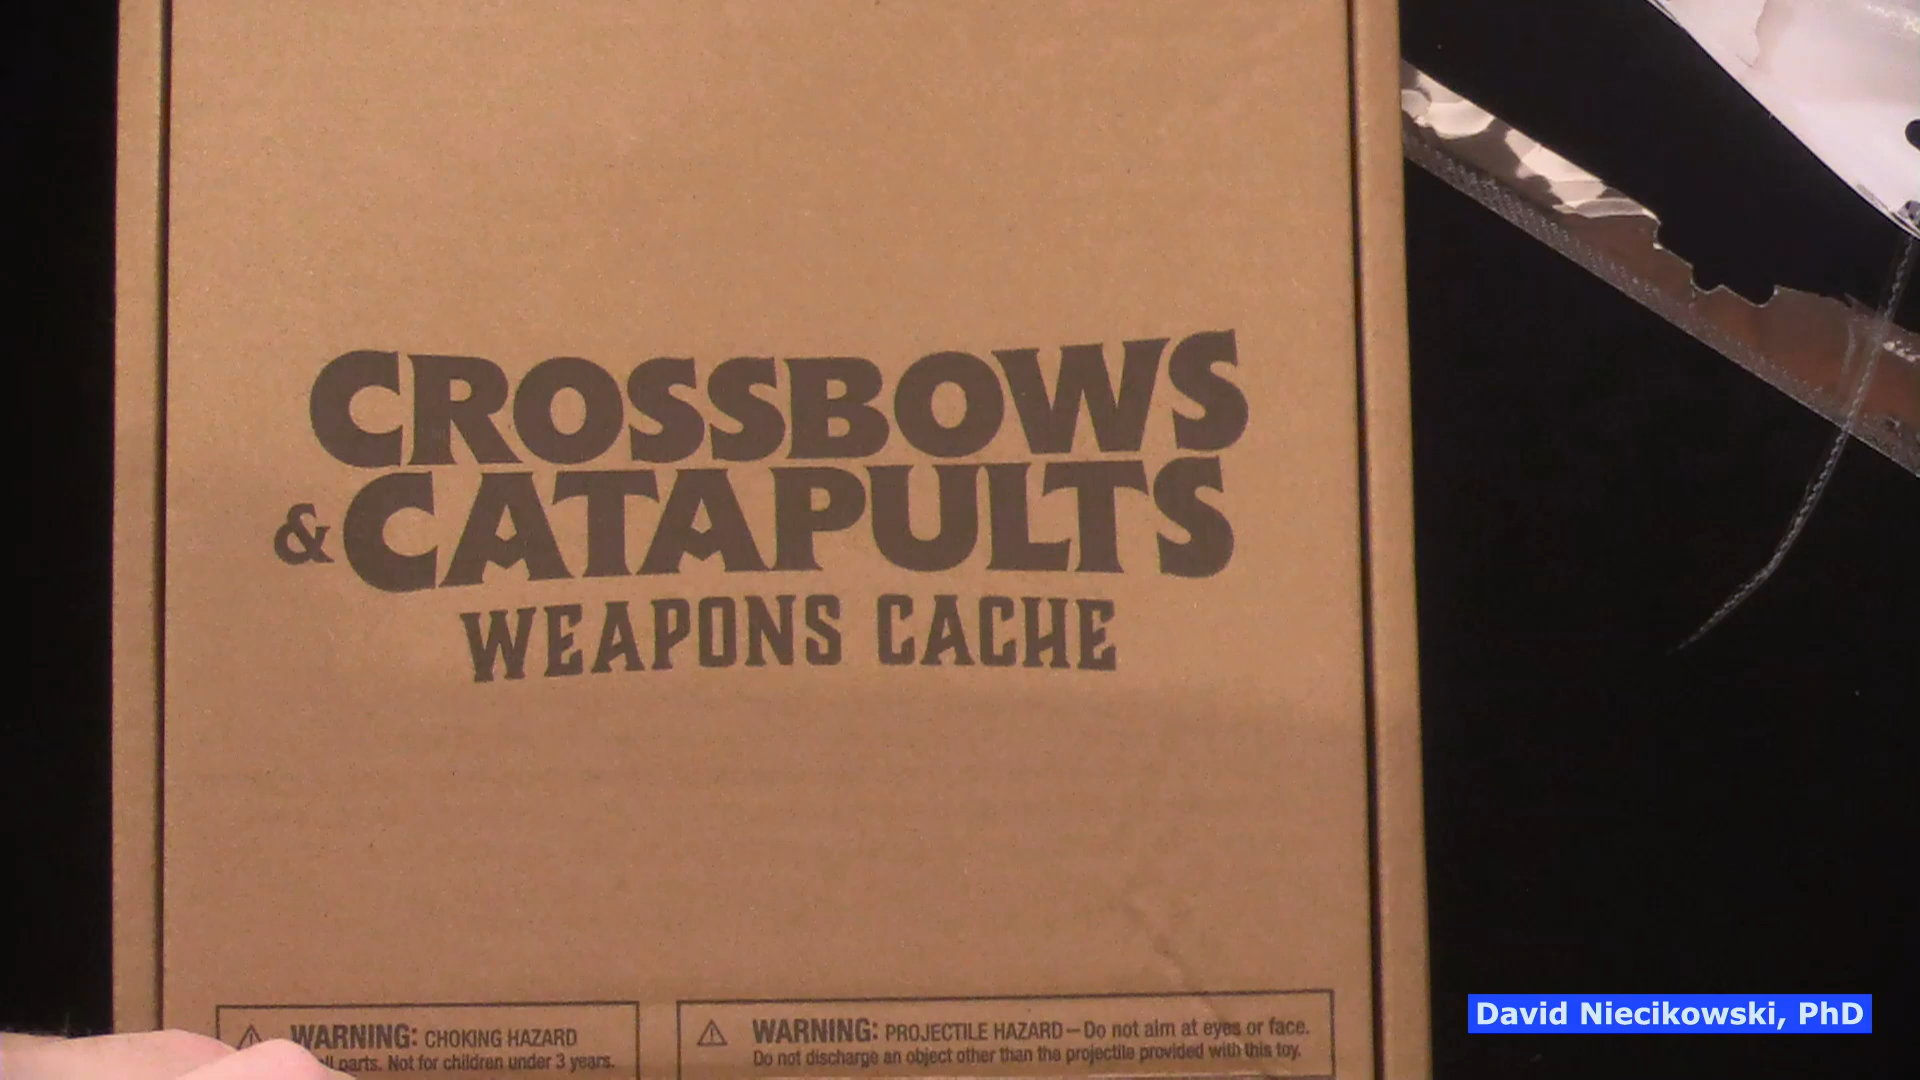 CROSSBOWS
& CATAPULTS
WEAPONS CACHE
WARNING: CHOKING HAZARD
parts. Not for children under 3 years.
WARNING: PROJECTILE HAZARD – Do not aim at eyes or face.
Do not discharge an object other than the projectile provided with this toy.
David Niecikowski, PhD